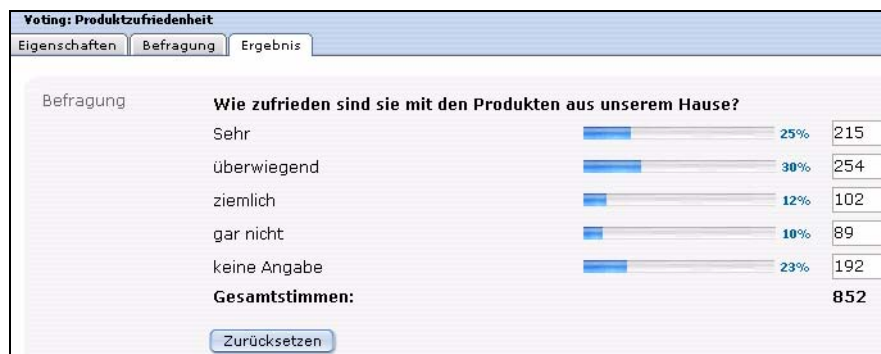 Voting: Produktzufriedenheit
Eigenschaften Befragung Ergebnis
Befragung Wie zufrieden sind sie mit den Produkten aus unserem Hause?
Sehr 25% 215
überwiegend 30% 254
ziemlich 12% 102
gar nicht 10% 89
keine Angabe 23% 192
Gesamtstimmen: 852
Zurücksetzen